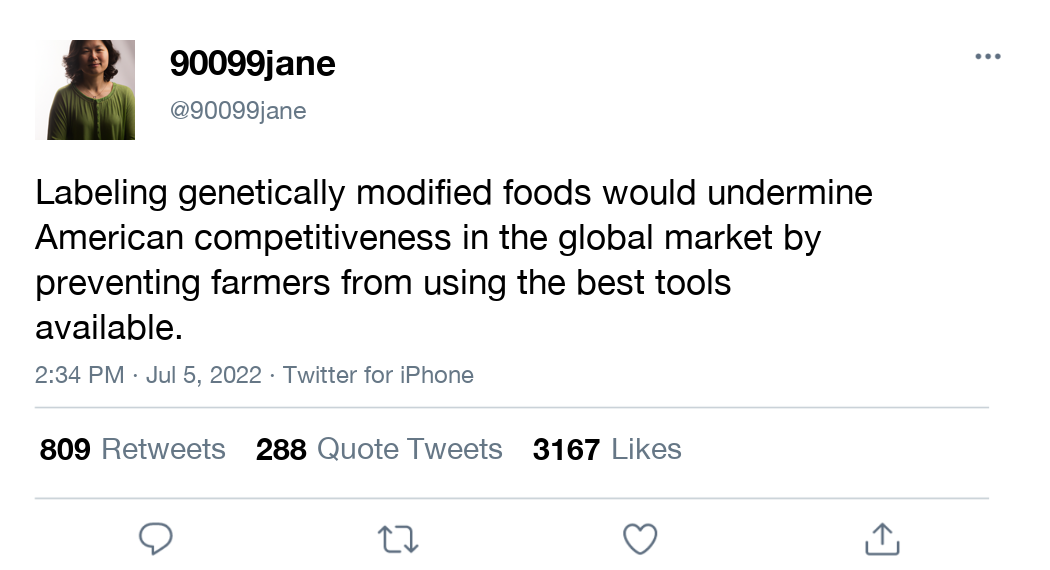 90099jane
@90099jane
Labeling genetically modified foods would undermine
American competitiveness in the global market by
preventing farmers from using the best tools
available.
2:34 PM · Jul 5, 2022 · Twitter for iPhone
809 Retweets 288 Quote Tweets 3167 Likes